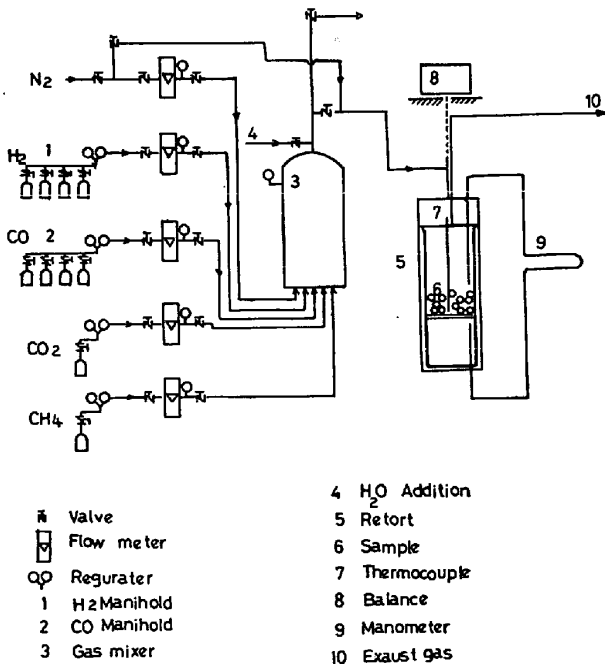 N2
8
10
4
H2 1
3
7
CO 2
5
9
6
CO2
CH4
Valve
Flow meter
Regurater
1 H2 Manihold
2 CO Manihold
3 Gas mixer
4 H2O Addition
5 Retort
6 Sample
7 Thermocouple
8 Balance
9 Manometer
10 Exaust gas